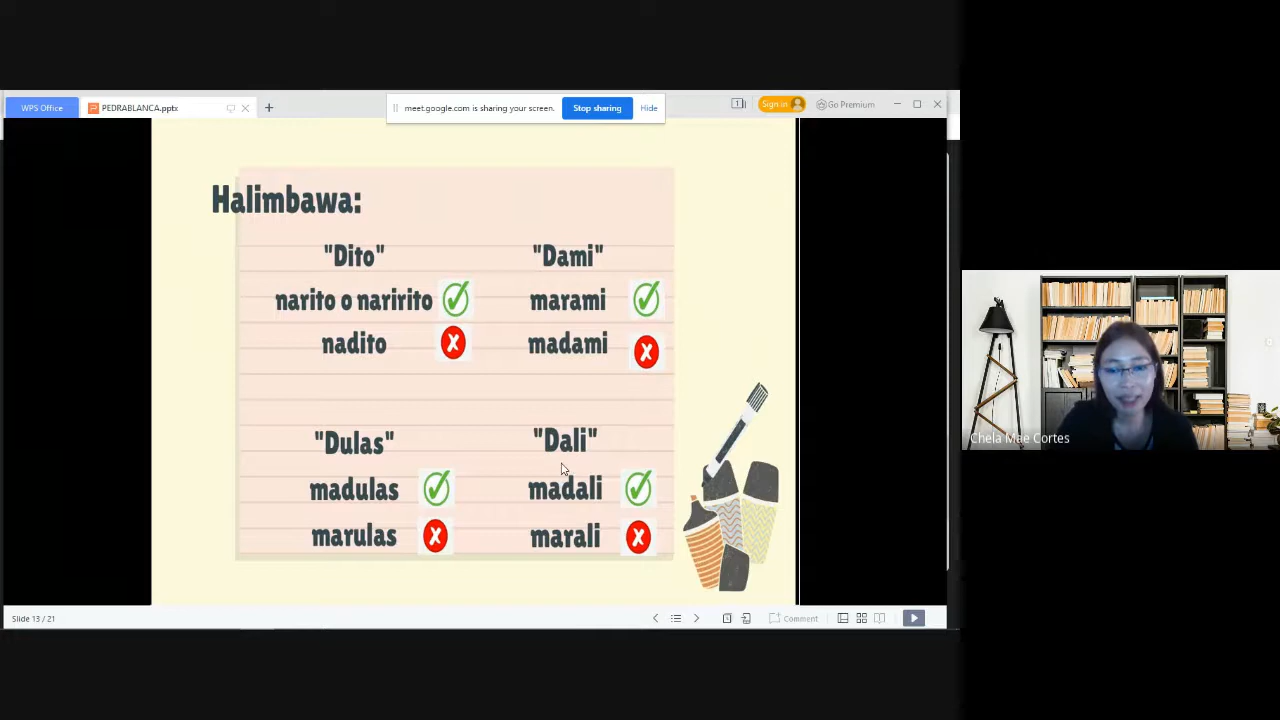 WPS Office
PEDRABLANCA.pptx
meet.google.com is sharing your screen.
Stop sharing
Hide
1
Sign in
Go Premium
Halimbawa:
"Dito"
narito o naririto
nadito
"Dami"
marami
madami
"Dulas"
madulas
marulas
"Dali"
madali
marali
Chela Mae Cortes
Slide 13 / 21
Comment